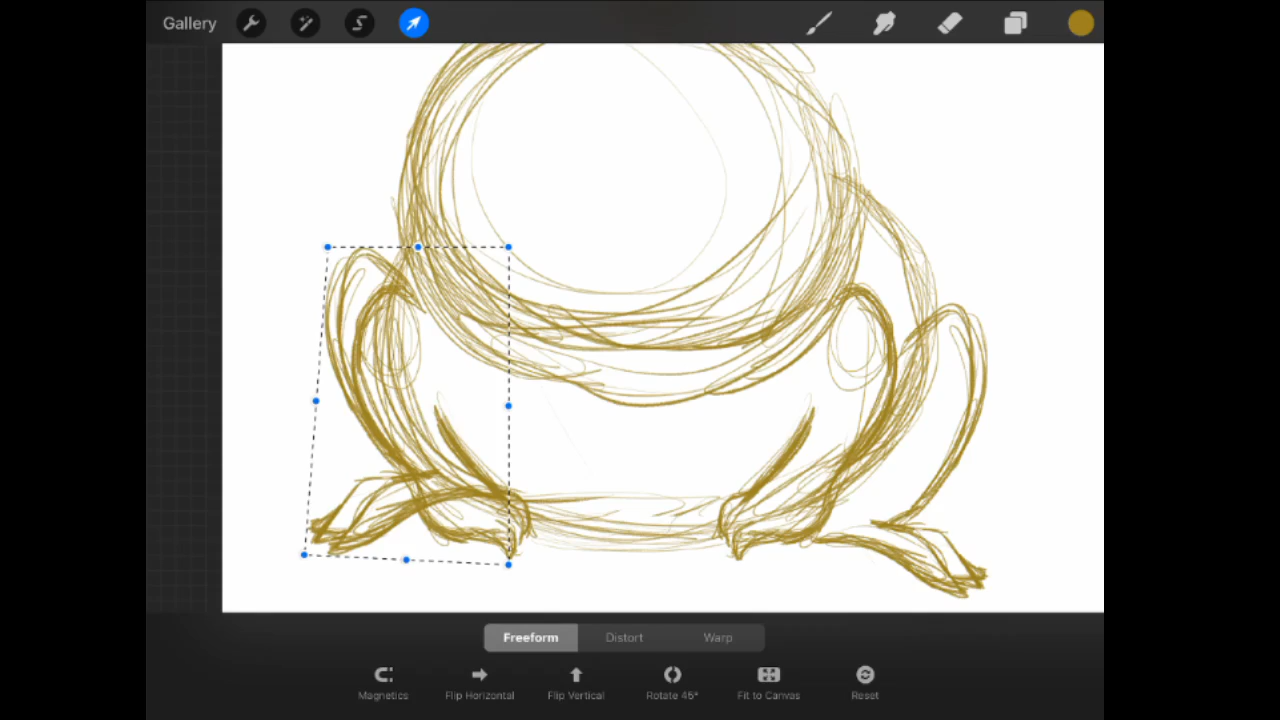 Gallery
Freeform Distort Warp
Magnetics Flip Horizontal Flip Vertical Rotate 45° Fit to Canvas Reset